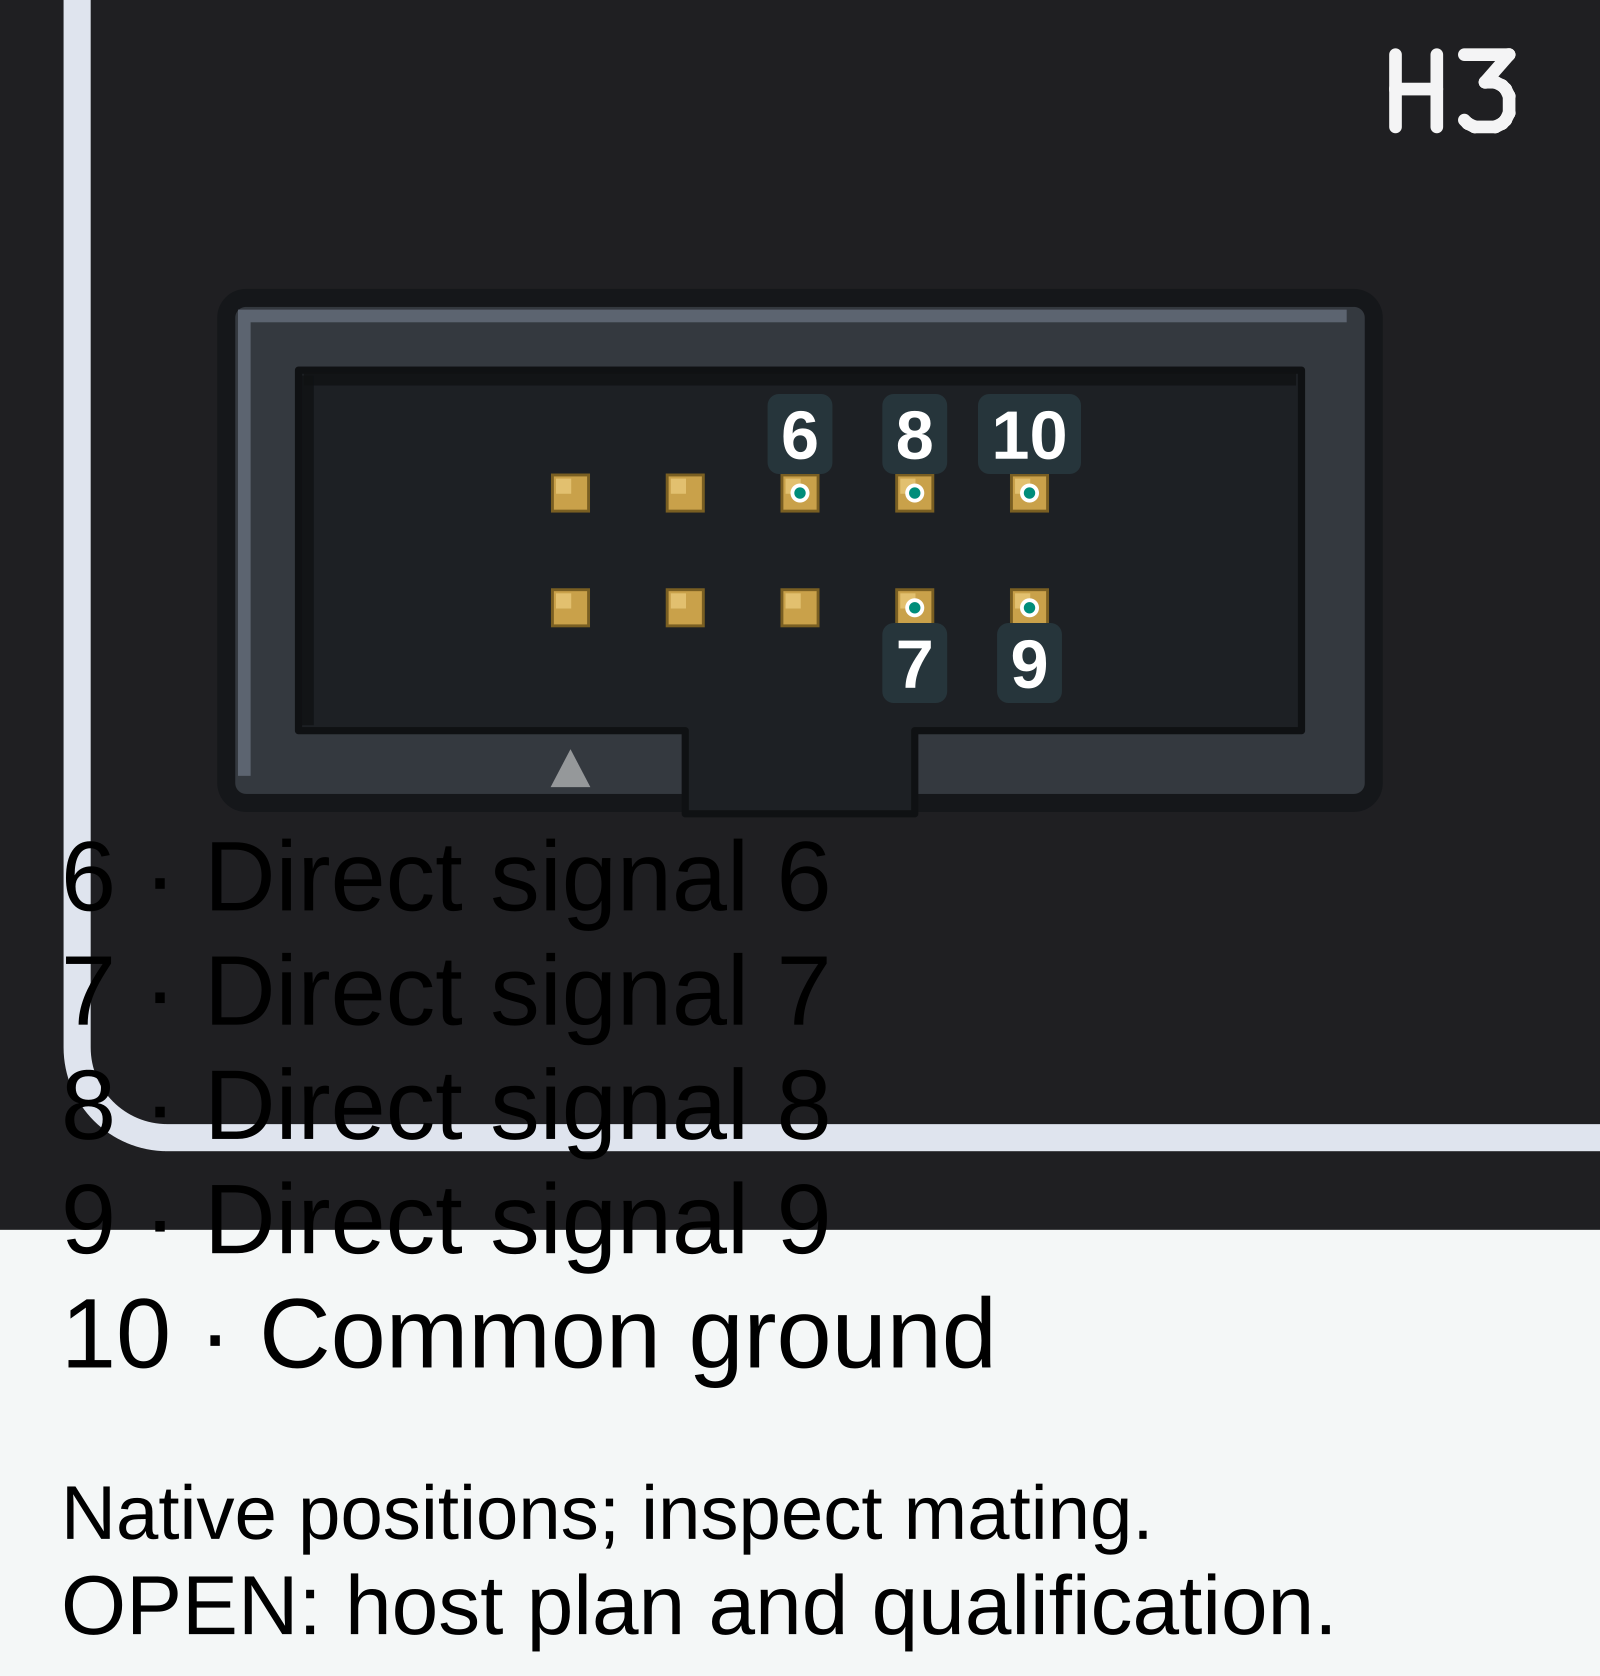 H3
6 8 10
7 9
6 · Direct signal 6
7 · Direct signal 7
8 · Direct signal 8
9 · Direct signal 9
10 · Common ground
Native positions; inspect mating.
OPEN: host plan and qualification.